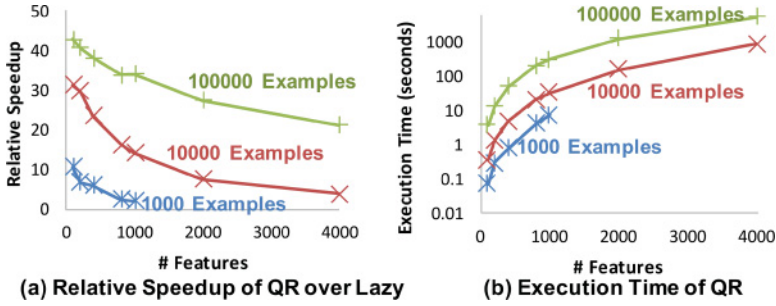 Relative Speedup
50
40
30
20
10
0
100000 Examples
10000 Examples
1000 Examples
0 1000 2000 3000 4000
# Features
(a) Relative Speedup of QR over Lazy
Execution Time (seconds)
1000
100
10
1
0.1
0.01
100000 Examples
10000 Examples
1000 Examples
0 1000 2000 3000 4000
# Features
(b) Execution Time of QR